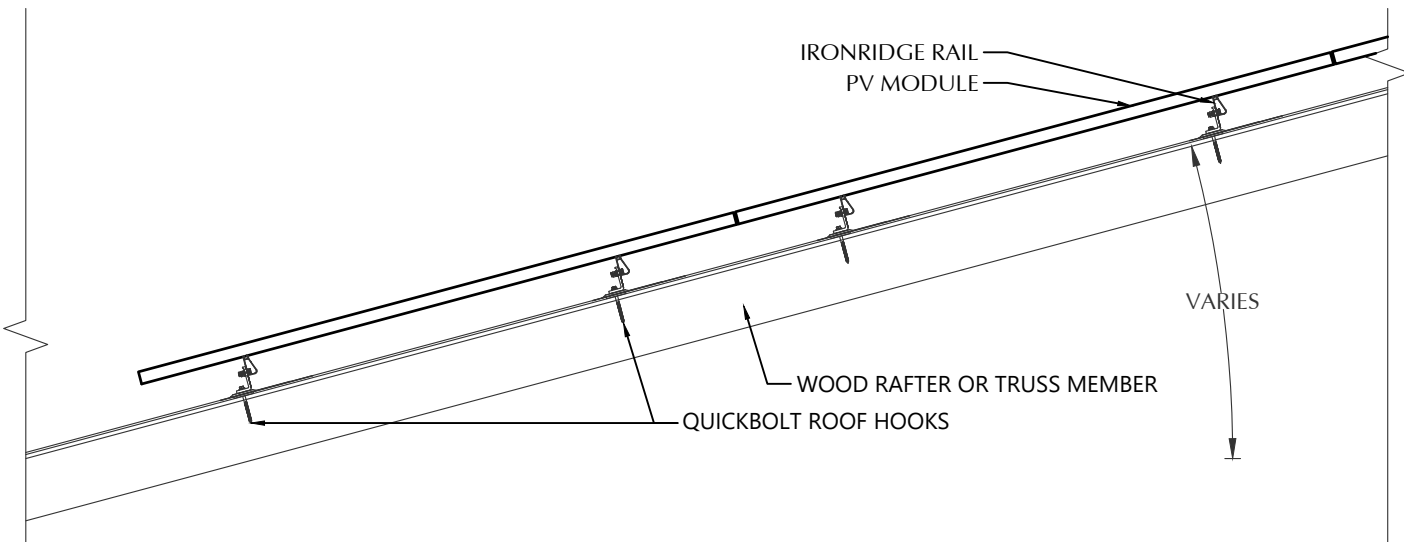 IRONRIDGE RAIL
PV MODULE
VARIES
WOOD RAFTER OR TRUSS MEMBER
QUICKBOLT ROOF HOOKS